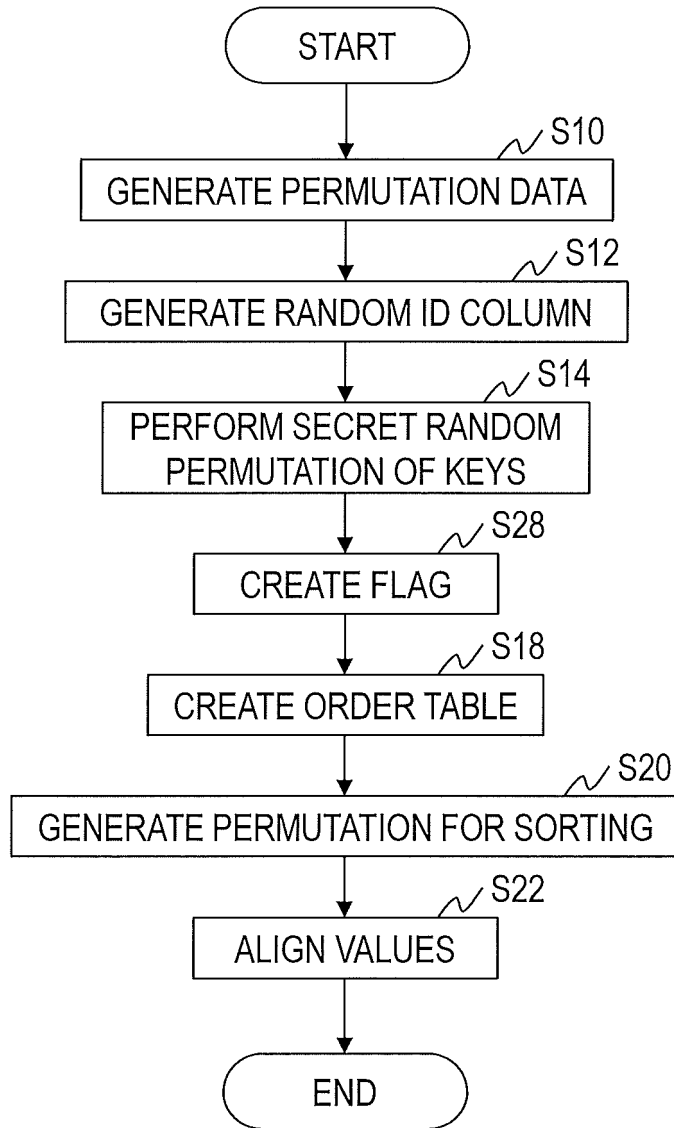 START
S10
GENERATE PERMUTATION DATA
S12
GENERATE RANDOM ID COLUMN
S14
PERFORM SECRET RANDOM
PERMUTATION OF KEYS
S28
CREATE FLAG
S18
CREATE ORDER TABLE
S20
GENERATE PERMUTATION FOR SORTING
S22
ALIGN VALUES
END